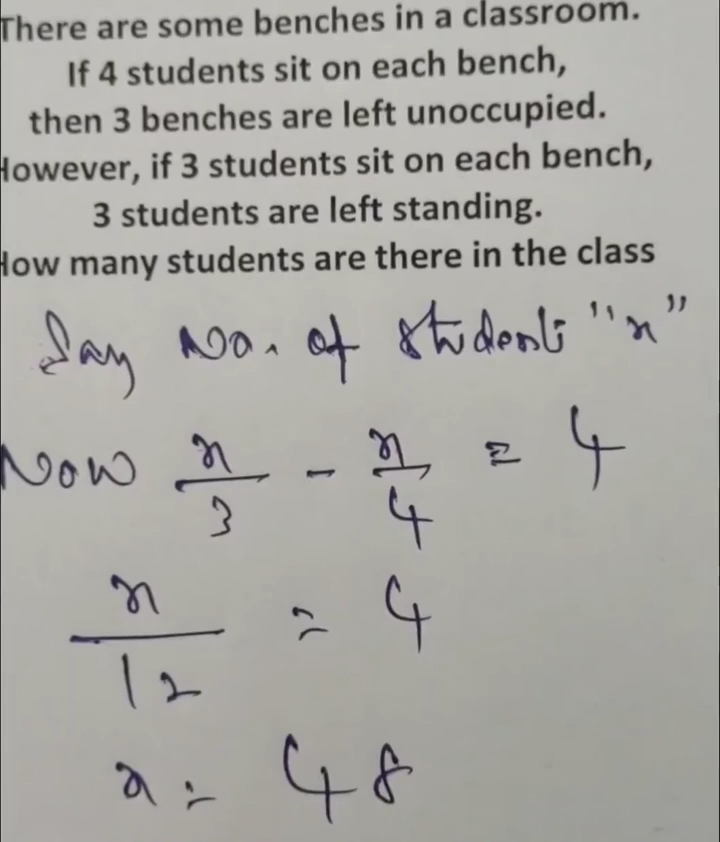 There are some benches in a classroom.
If 4 students sit on each bench,
then 3 benches are left unoccupied.
However, if 3 students sit on each bench,
3 students are left standing.
How many students are there in the class
Say No. of students "x"
Now x/3 - x/4 = 4
x/12 = 4
x = 48